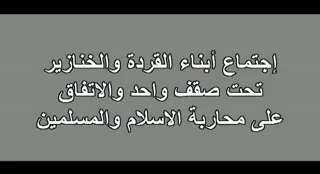 إجتماع أبناء القردة والخنازير
تحت صقف واحد والاتفاق
على محاربة الاسلام والمسلمين